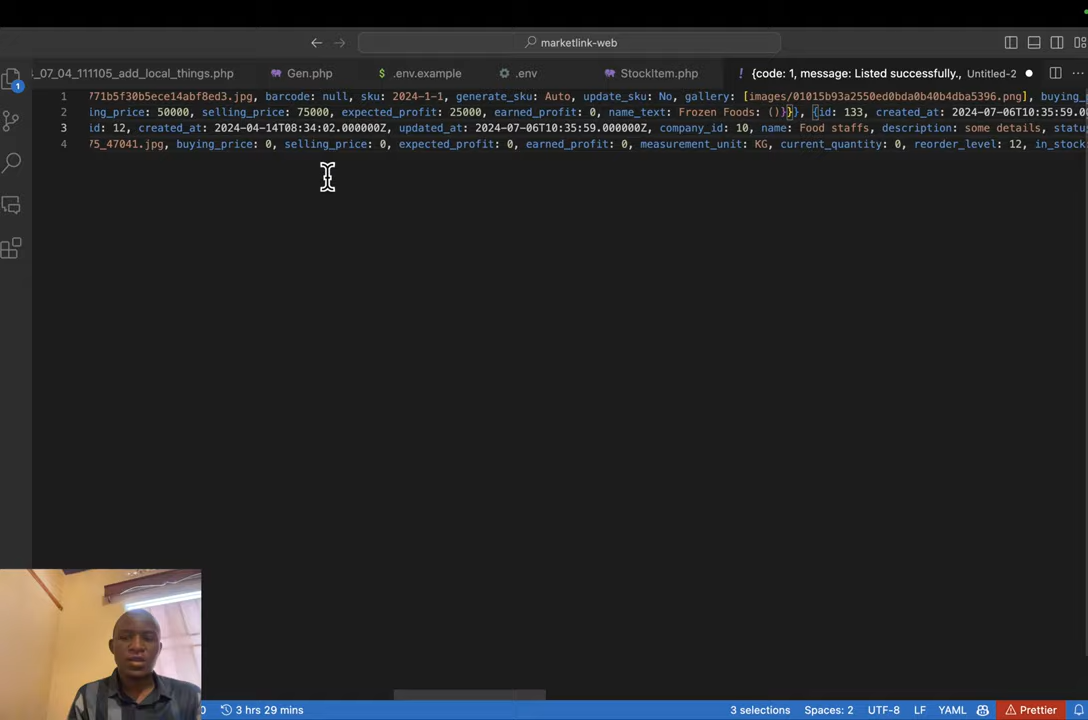 marketlink-web
4_07_04_111105_add_local_things.php
Gen.php
$ .env.example
.env
StockItem.php
! {code: 1, message: Listed successfully., Untitled-2
1 771b5f30b5ece14abf8ed3.jpg, barcode: null, sku: 2024-1-1, generate_sku: Auto, update_sku: No, gallery: [images/01015b93a2550ed0bda0b40b4dba5396.png], buying_p
2 ing_price: 50000, selling_price: 75000, expected_profit: 25000, earned_profit: 0, name_text: Frozen Foods: ()}}}, {id: 133, created_at: 2024-07-06T10:35:59.0
3 id: 12, created_at: 2024-04-14T08:34:02.000000Z, updated_at: 2024-07-06T10:35:59.000000Z, company_id: 10, name: Food staffs, description: some details, statu
4 75_47041.jpg, buying_price: 0, selling_price: 0, expected_profit: 0, earned_profit: 0, measurement_unit: KG, current_quantity: 0, reorder_level: 12, in_stock:
1
0 3 hrs 29 mins 3 selections Spaces: 2 UTF-8 LF YAML Prettier